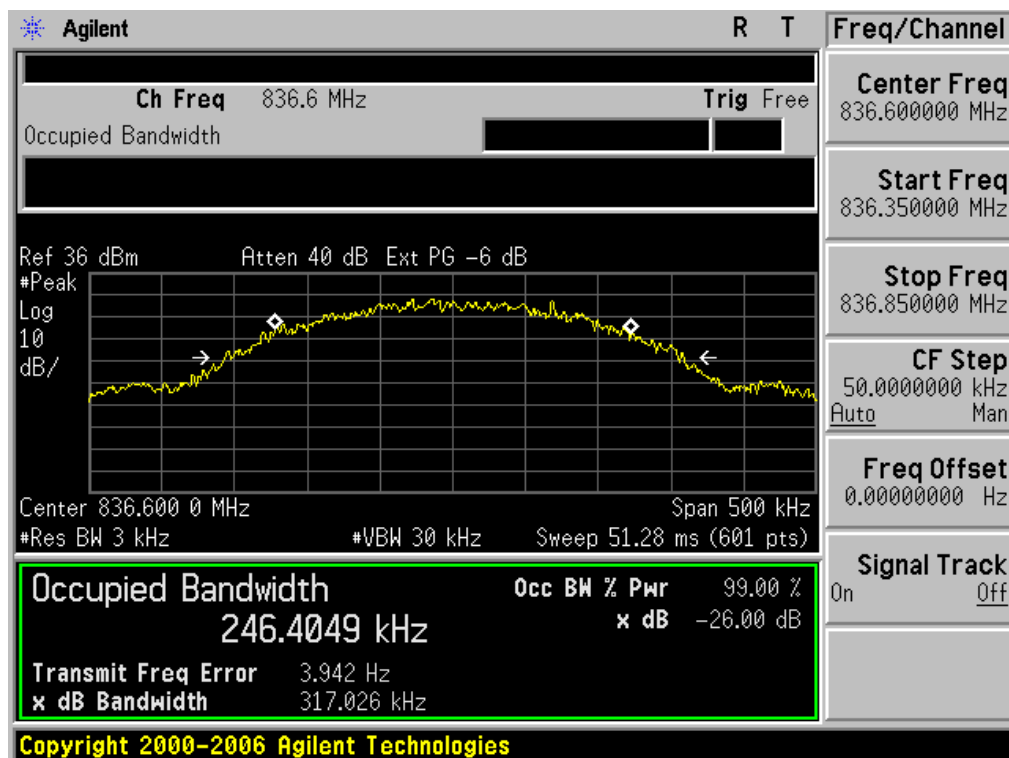 Agilent
R T
Freq/Channel
Ch Freq 836.6 MHz
Trig Free
Occupied Bandwidth
Center Freq
836.600000 MHz
Start Freq
836.350000 MHz
Stop Freq
836.850000 MHz
CF Step
50.0000000 kHz
Auto Man
Freq Offset
0.00000000 Hz
Signal Track
On Off
Ref 36 dBm
Atten 40 dB
Ext PG -6 dB
#Peak
Log
10
dB/
Center 836.600 0 MHz
Span 500 kHz
#Res BW 3 kHz
#VBW 30 kHz
Sweep 51.28 ms (601 pts)
Occupied Bandwidth
246.4049 kHz
Occ BW % Pwr 99.00 %
x dB -26.00 dB
Transmit Freq Error 3.942 Hz
x dB Bandwidth 317.026 kHz
Copyright 2000-2006 Agilent Technologies